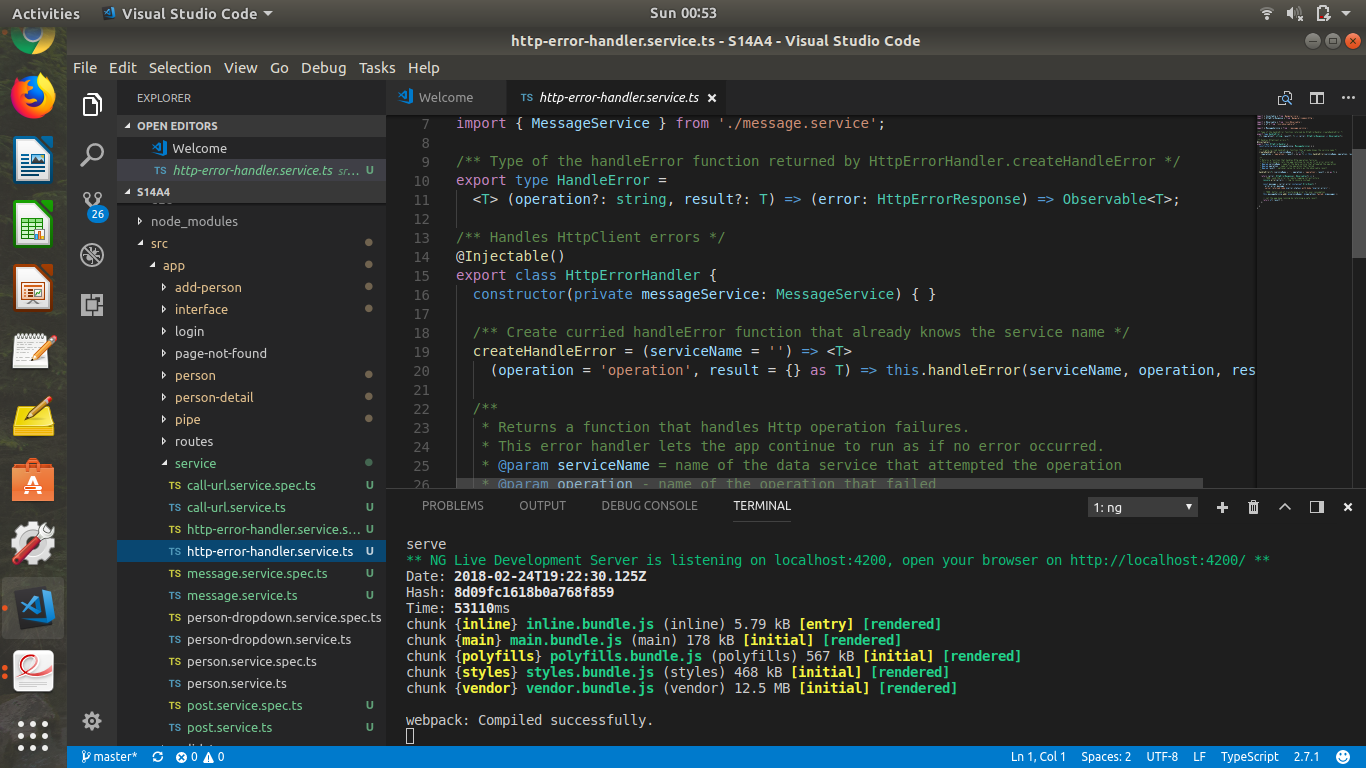 Activities Visual Studio Code Sun 00:53
http-error-handler.service.ts - S14A4 - Visual Studio Code
File Edit Selection View Go Debug Tasks Help
EXPLORER
OPEN EDITORS
Welcome
TS http-error-handler.service.ts sr... U
S14A4
node_modules
src
app
add-person
interface
login
page-not-found
person
person-detail
pipe
routes
service
TS call-url.service.spec.ts U
TS call-url.service.ts U
TS http-error-handler.service.s... U
TS http-error-handler.service.ts U
TS message.service.spec.ts U
TS message.service.ts U
TS person-dropdown.service.spec.ts
TS person-dropdown.service.ts
TS person.service.spec.ts
TS person.service.ts
TS post.service.spec.ts U
TS post.service.ts U
26
Welcome TS http-error-handler.service.ts
7 import { MessageService } from './message.service';
8
9 /** Type of the handleError function returned by HttpErrorHandler.createHandleError */
10 export type HandleError =
11 <T> (operation?: string, result?: T) => (error: HttpErrorResponse) => Observable<T>;
12
13 /** Handles HttpClient errors */
14 @Injectable()
15 export class HttpErrorHandler {
16 constructor(private messageService: MessageService) { }
17
18 /** Create curried handleError function that already knows the service name */
19 createHandleError = (serviceName = '') => <T>
20 (operation = 'operation', result = {} as T) => this.handleError(serviceName, operation, res
21
22 /**
23 * Returns a function that handles Http operation failures.
24 * This error handler lets the app continue to run as if no error occurred.
25 * @param serviceName = name of the data service that attempted the operation
26 * @param operation - name of the operation that failed
PROBLEMS OUTPUT DEBUG CONSOLE TERMINAL 1: ng
serve
** NG Live Development Server is listening on localhost:4200, open your browser on http://localhost:4200/ **
Date: 2018-02-24T19:22:30.125Z
Hash: 8d09fc1618b0a768f859
Time: 53110ms
chunk {inline} inline.bundle.js (inline) 5.79 kB [entry] [rendered]
chunk {main} main.bundle.js (main) 178 kB [initial] [rendered]
chunk {polyfills} polyfills.bundle.js (polyfills) 567 kB [initial] [rendered]
chunk {styles} styles.bundle.js (styles) 468 kB [initial] [rendered]
chunk {vendor} vendor.bundle.js (vendor) 12.5 MB [initial] [rendered]
webpack: Compiled successfully.
master* 0 0 Ln 1, Col 1 Spaces: 2 UTF-8 LF TypeScript 2.7.1